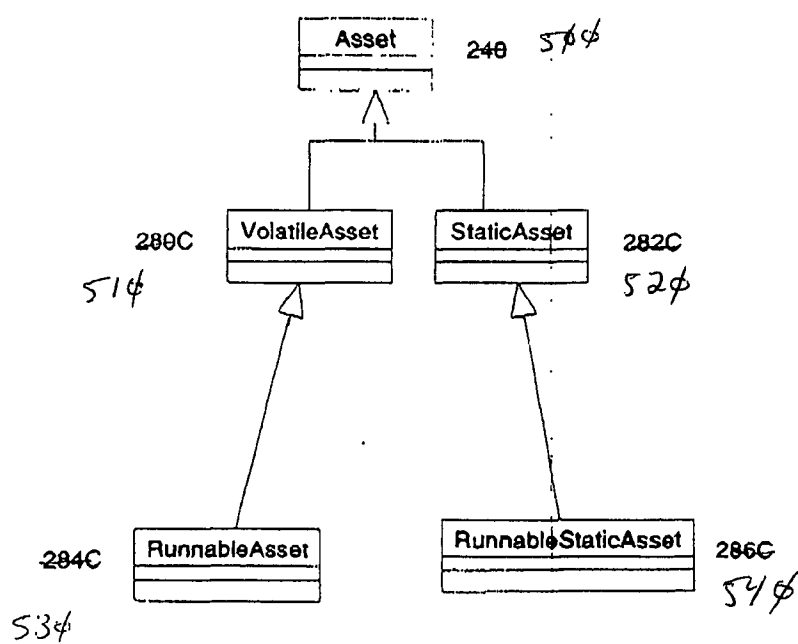 Asset
240 500
VolatileAsset
StaticAsset
280C
282C
510
520
RunnableAsset
RunnableStaticAsset
284C
286C
530
540